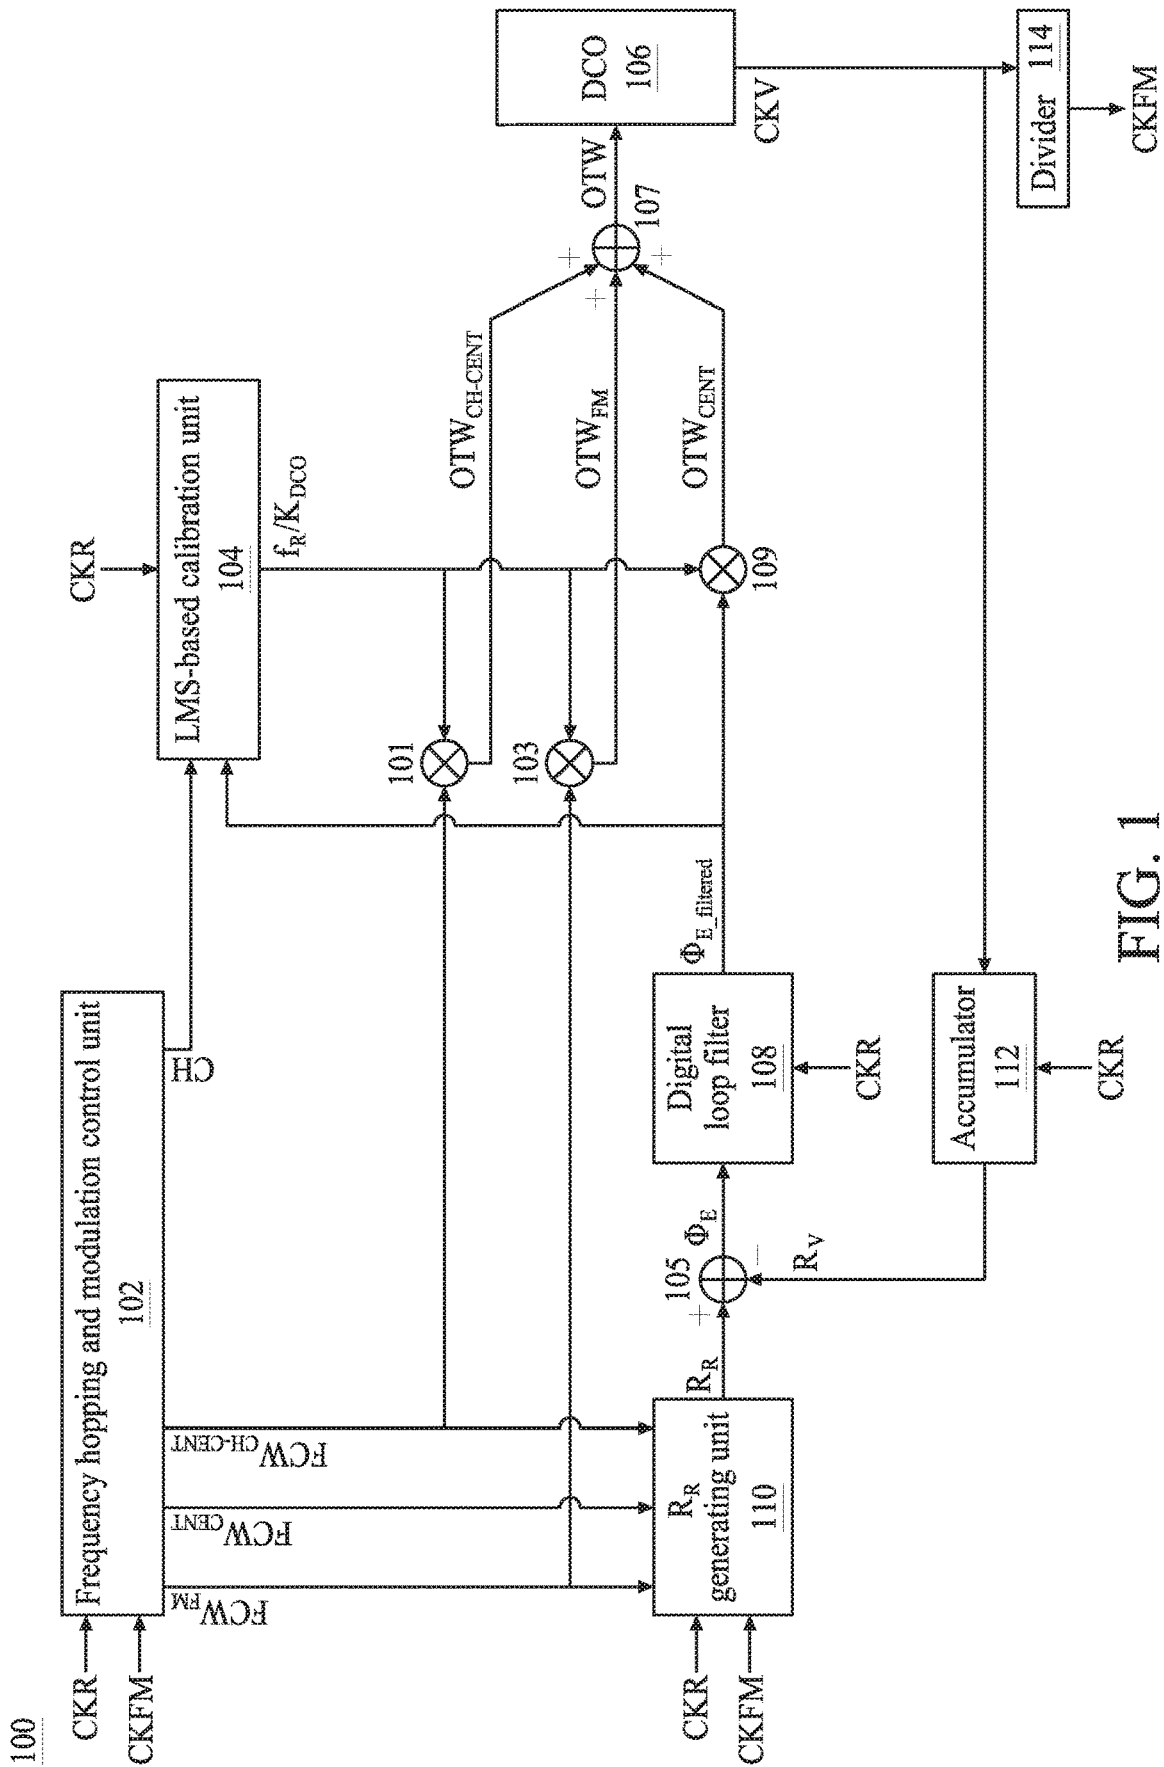 100
CKR
CKFM
Frequency hopping and modulation control unit
102
FCW_FM
FCW_CENT
FCW_CH-CENT
CH
CKR
LMS-based calibration unit
104
f_R/K_DCO
101
103
OTW_CH-CENT
OTW_FM
OTW_CENT
109
+
+
+
107
OTW
DCO
106
CKV
CKR
CKFM
R_R
generating unit
110
R_R
+
105
−
Φ_E
R_V
Digital
loop filter
108
CKR
Φ_E_filtered
Accumulator
112
CKR
Divider 114
CKFM
FIG. 1